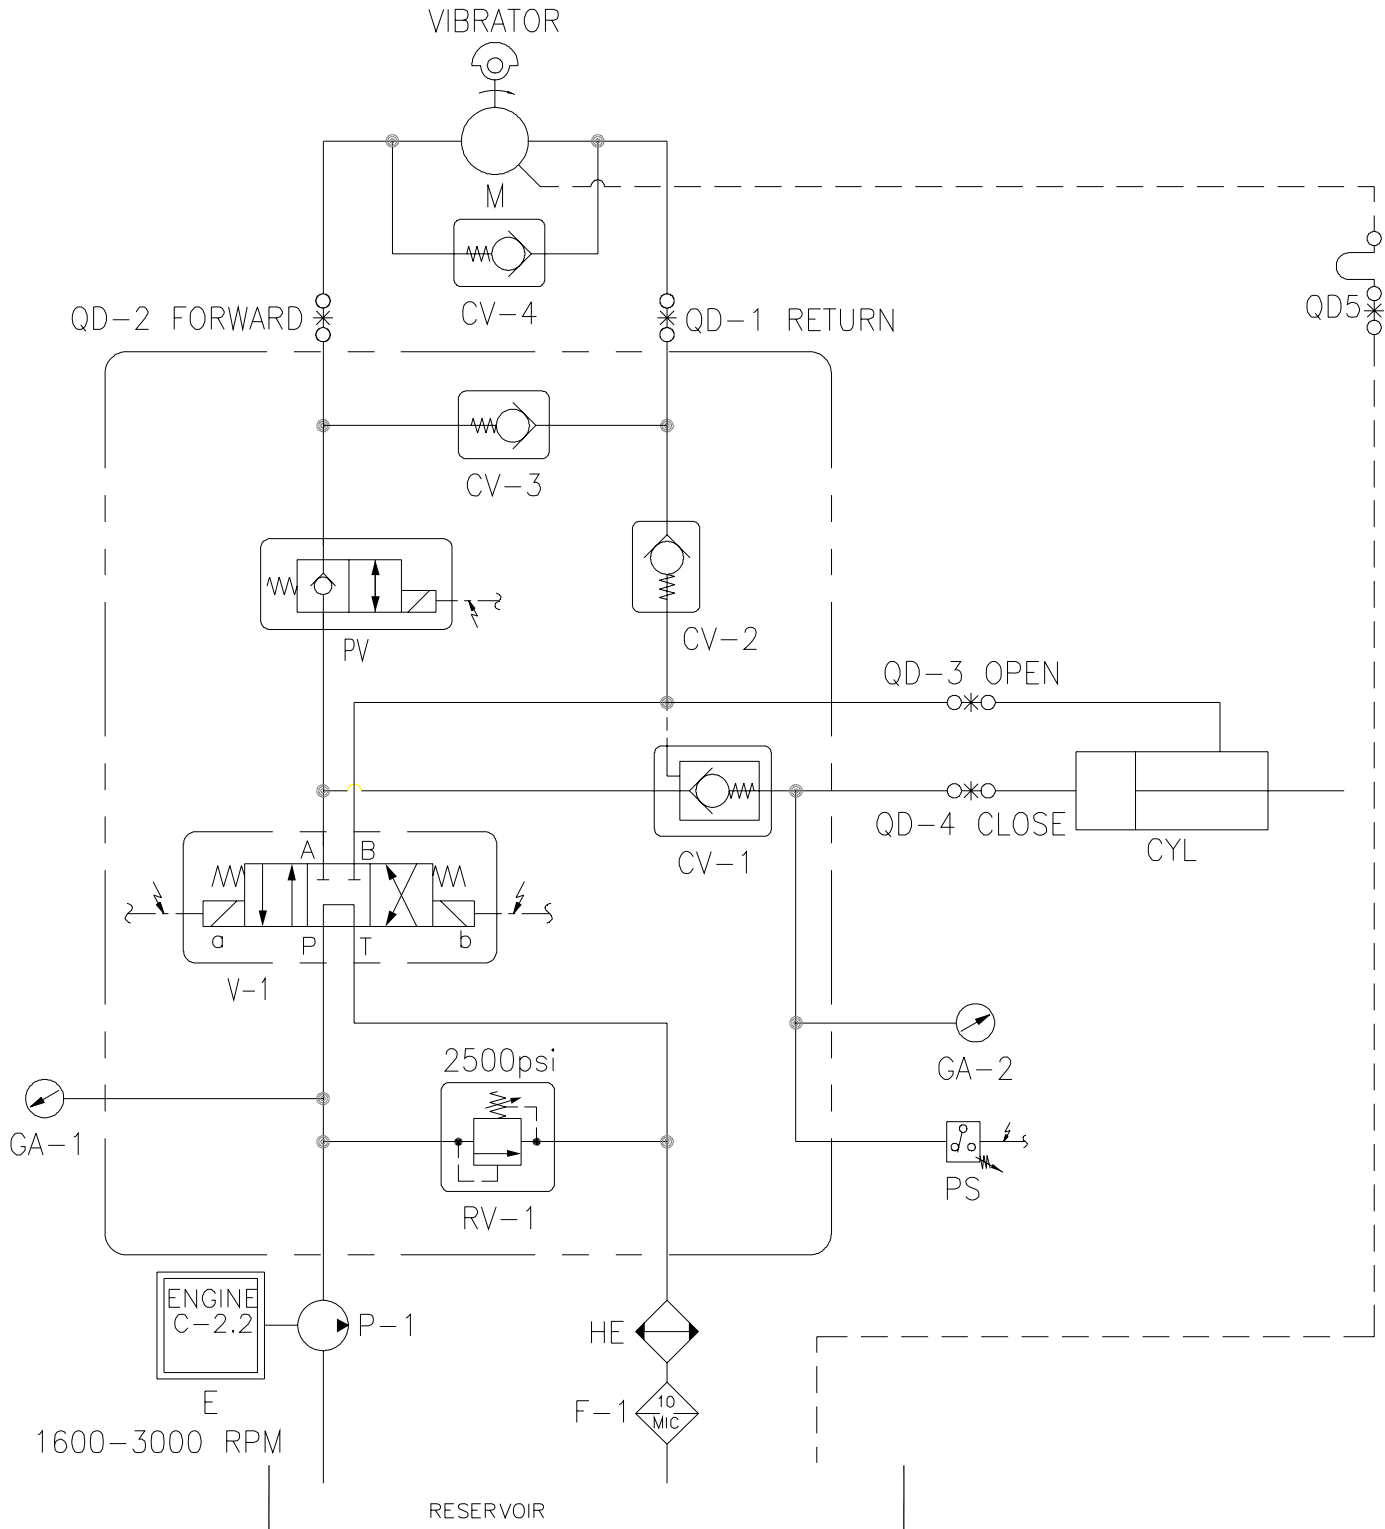 VIBRATOR
M
CV-4
QD-2 FORWARD
QD-1 RETURN
QD5
CV-3
CV-2
PV
QD-3 OPEN
QD-4 CLOSE
CYL
CV-1
A B
a P T b
V-1
2500psi
GA-2
GA-1
RV-1
PS
ENGINE
C-2.2
P-1
HE
E
F-1
10
MIC
1600-3000 RPM
RESERVOIR